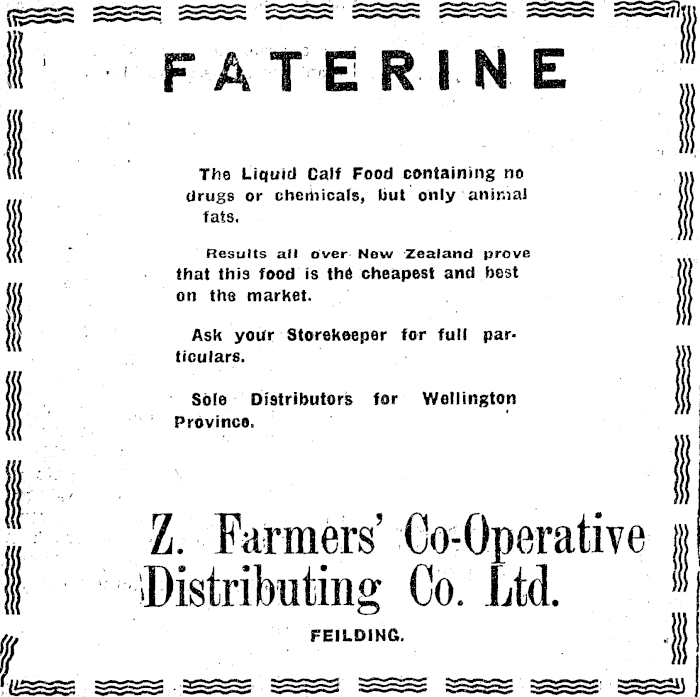 FATERINE
The Liquid Calf Food containing no
drugs or chemicals, but only animal
fats.
Results all over New Zealand prove
that this food is the cheapest and best
on the market.
Ask your Storekeeper for full par-
ticulars.
Sole Distributors for Wellington
Province.
Z. Farmers' Co-Operative
Distributing Co. Ltd.
FEILDING.